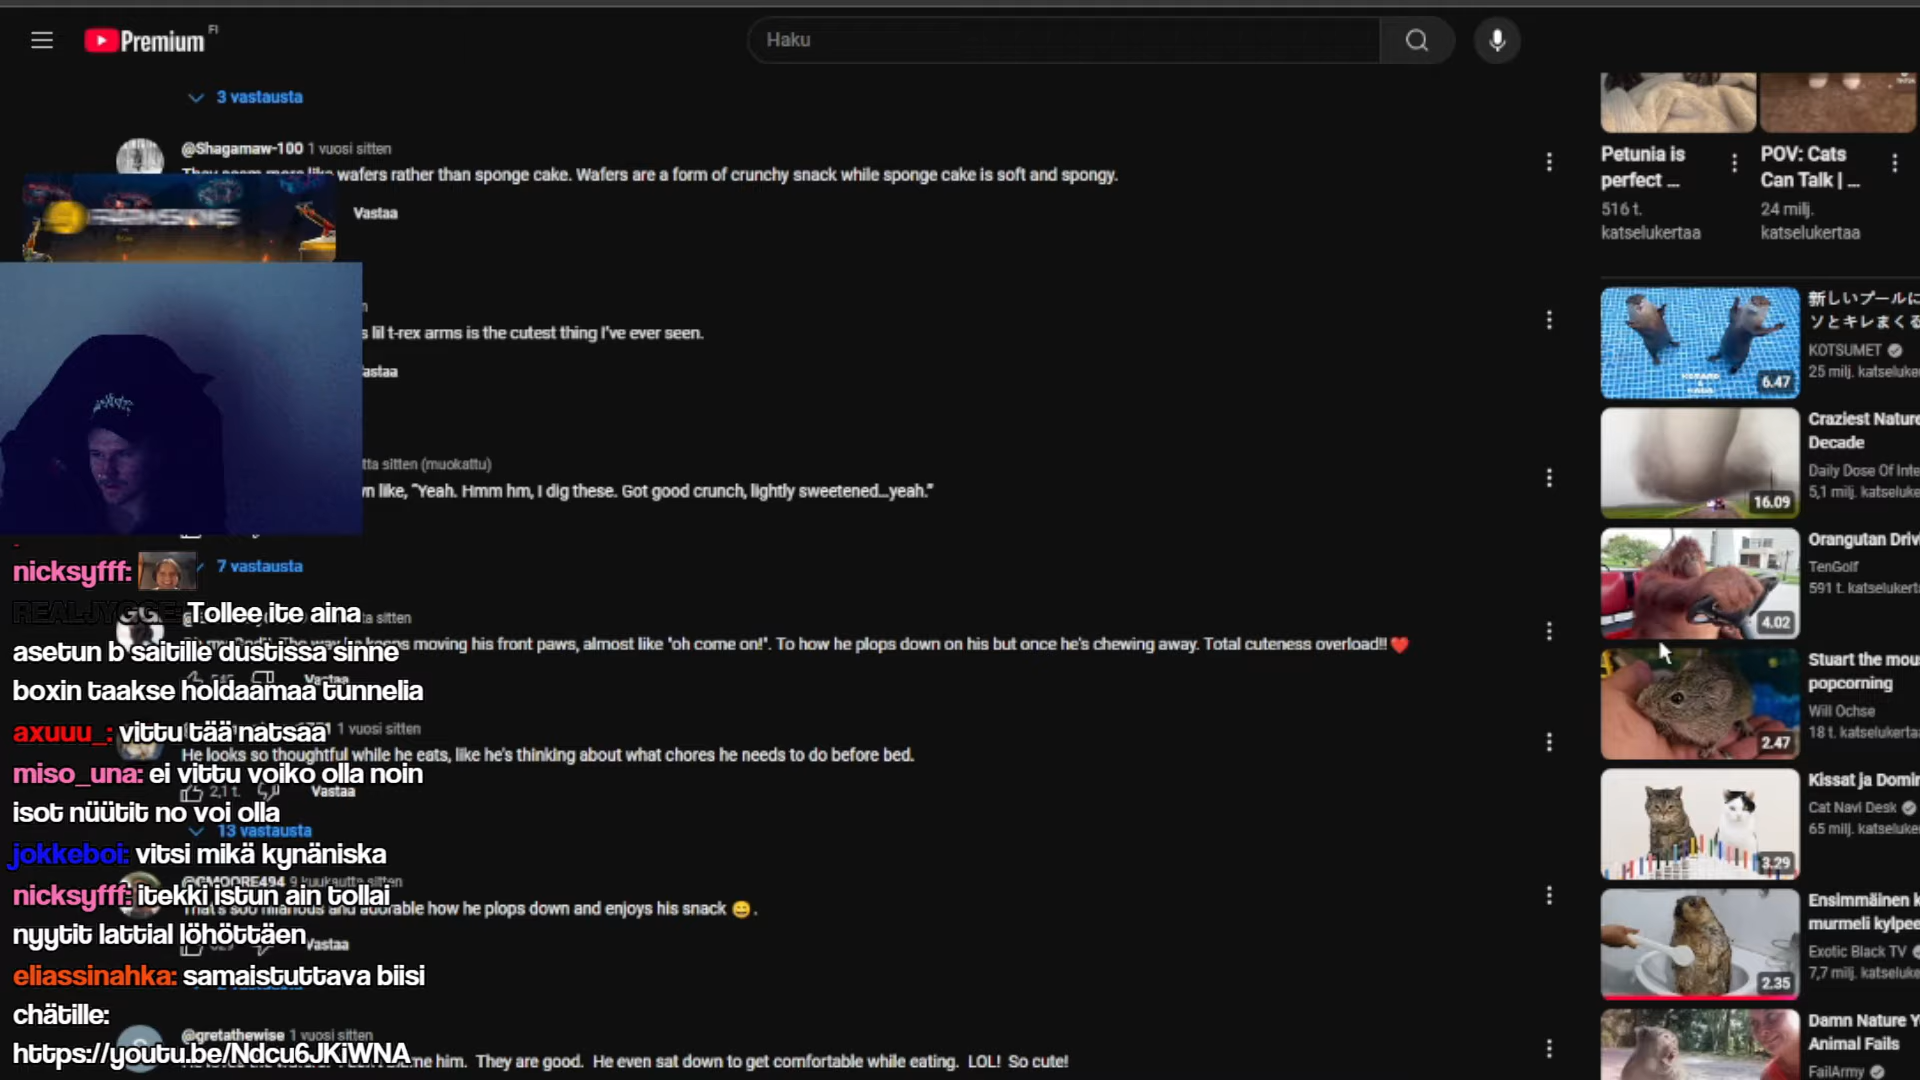 Premium FI
Haku
3 vastausta
@Shagamaw-100 1 vuosi sitten
They seem more like wafers rather than sponge cake. Wafers are a form of crunchy snack while sponge cake is soft and spongy.
Vastaa
lil t-rex arms is the cutest thing I've ever seen.
sitten (muokattu)
like, "Yeah. Hmm hm, I dig these. Got good crunch, lightly sweetened...yeah."
7 vastausta
sitten
moving his front paws, almost like "oh come on!". To how he plops down on his but once he's chewing away. Total cuteness overload!! ❤️
Vastaa
1 vuosi sitten
He looks so thoughtful while he eats, like he's thinking about what chores he needs to do before bed.
2,1 t.
Vastaa
13 vastausta
@CMOORE494 9 kuukautta sitten
That's soo hilarious and adorable how he plops down and enjoys his snack 😄.
Vastaa
@gretathewise 1 vuosi sitten
him. They are good. He even sat down to get comfortable while eating. LOL! So cute!
nicksyfff:
REALJYGGE: Tollee ite aina
asetun b saitille dustissa sinne
boxin taakse holdaamaa tunnelia
axuuu_: vittu tää natsaa
miso_una: ei vittu voiko olla noin
isot nüütit no voi olla
jokkeboi: vitsi mikä kynäniska
nicksyfff: itekki istun ain tollai
nyytit lattial löhöttäen
eliassinahka: samaistuttava biisi
chätille:
https://youtu.be/Ndcu6JKiWNA
Petunia is
perfect ...
516 t.
katselukertaa
POV: Cats
Can Talk | ...
24 milj.
katselukertaa
6.47
新しいプールに
ソとキレまくる
KOTSUMET
25 milj. katseluke
16.09
Craziest Nature
Decade
Daily Dose Of Inte
5,1 milj. katseluke
4.02
Orangutan Drivi
TenGolf
591 t. katselukerta
2.47
Stuart the mous
popcorning
Will Ochse
18 t. katselukertaa
3.29
Kissat ja Domin
Cat Navi Desk
65 milj. katseluke
2.35
Ensimmäinen k
murmeli kylpee
Exotic Black TV
7,7 milj. katseluke
Damn Nature Y
Animal Fails
FailArmy